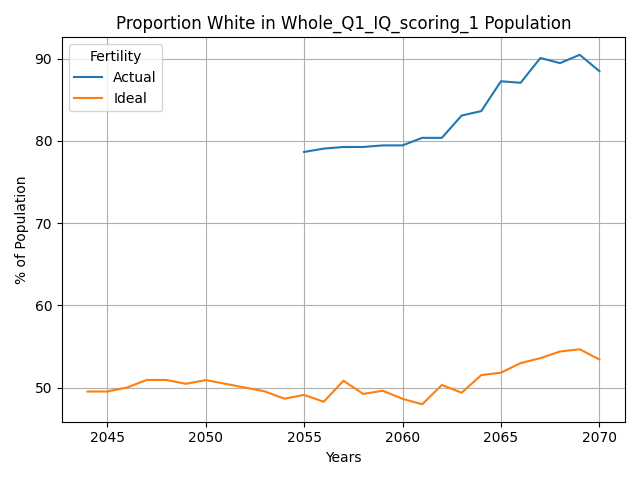 Proportion White in Whole_Q1_IQ_scoring_1 Population
Fertility
Actual
Ideal
% of Population
90
80
70
60
50
2045 2050 2055 2060 2065 2070
Years